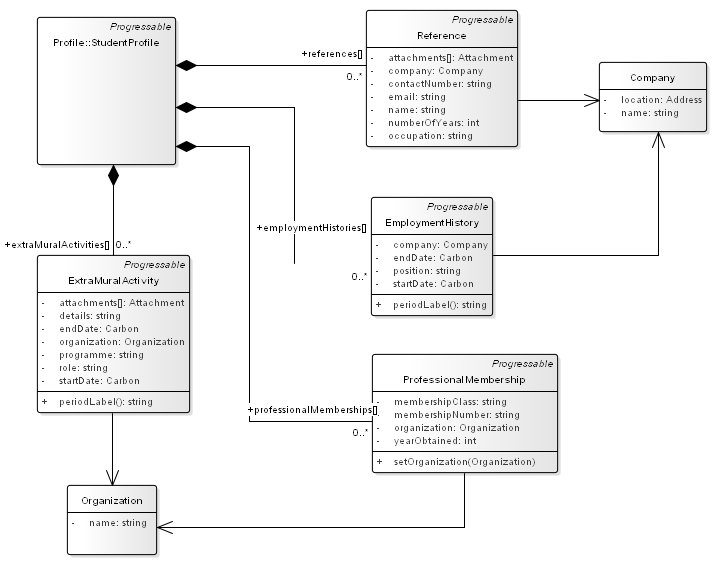 Progressable
Profile::StudentProfile
+references[]
0..*
Progressable
Reference
- attachments[]: Attachment
- company: Company
- contactNumber: string
- email: string
- name: string
- numberOfYears: int
- occupation: string
Company
- location: Address
- name: string
+employmentHistories[]
0..*
Progressable
EmploymentHistory
- company: Company
- endDate: Carbon
- position: string
- startDate: Carbon
+ periodLabel(): string
+extraMuralActivities[] 0..*
Progressable
ExtraMuralActivity
- attachments[]: Attachment
- details: string
- endDate: Carbon
- organization: Organization
- programme: string
- role: string
- startDate: Carbon
+ periodLabel(): string
+professionalMemberships[]
0..*
Progressable
ProfessionalMembership
- membershipClass: string
- membershipNumber: string
- organization: Organization
- yearObtained: int
+ setOrganization(Organization)
Organization
- name: string